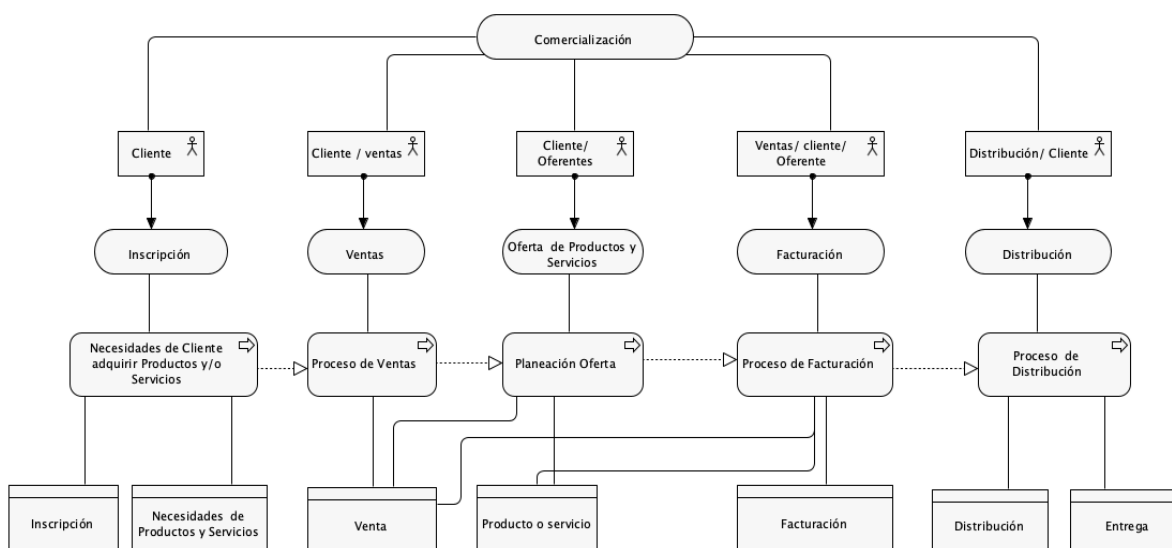 Comercialización
Cliente
Cliente / ventas
Cliente/
Oferentes
Ventas/ cliente/
Oferente
Distribución/ Cliente
Inscripción
Ventas
Oferta de Productos y
Servicios
Facturación
Distribución
Necesidades de Cliente
adquirir Productos y/o
Servicios
Proceso de Ventas
Planeación Oferta
Proceso de Facturación
Proceso de
Distribución
Inscripción
Necesidades de
Productos y Servicios
Venta
Producto o servicio
Facturación
Distribución
Entrega